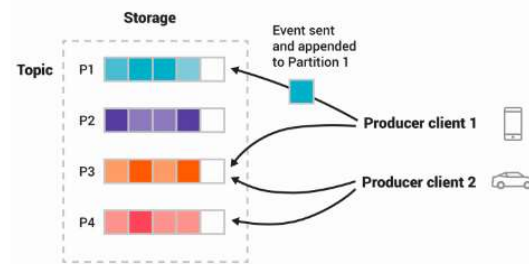 Storage
Event sent
and appended
to Partition 1
Topic
P1
P2
Producer client 1
P3
Producer client 2
P4